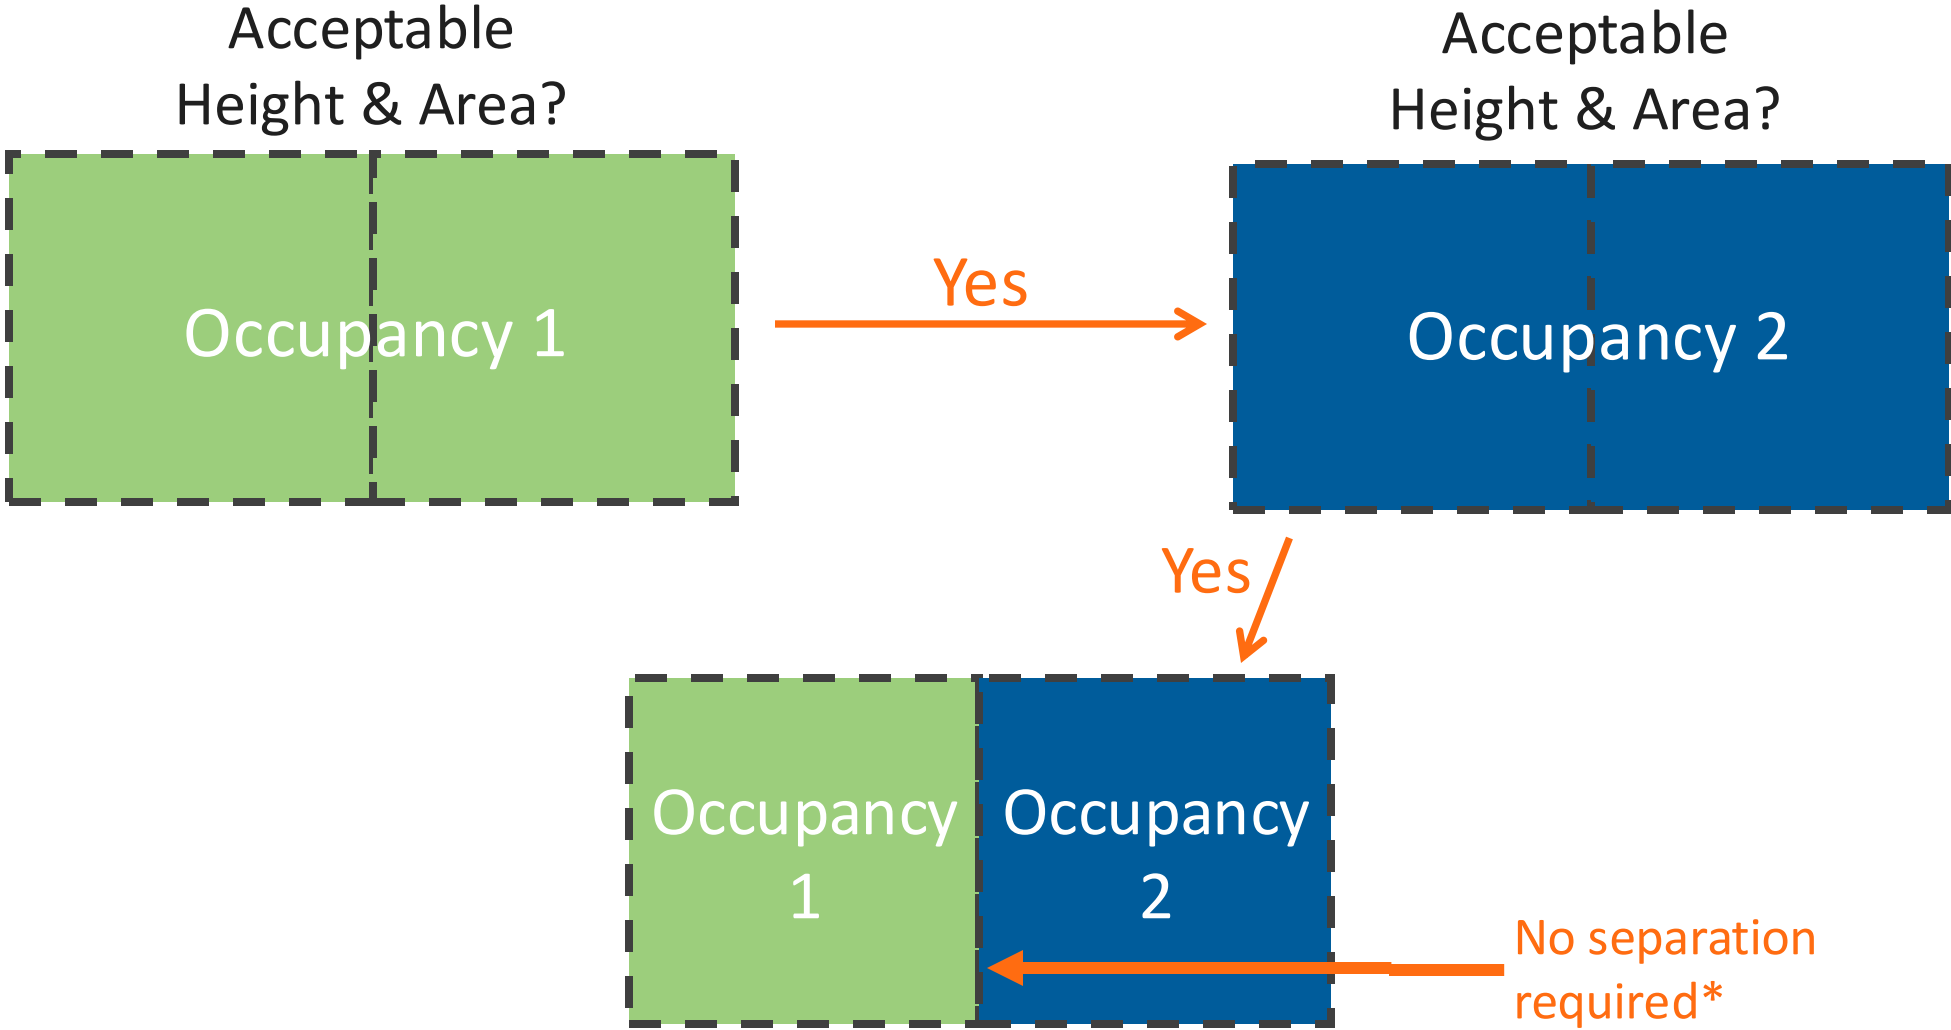 Acceptable
Height & Area?
Acceptable
Height & Area?
Occupancy 1
Yes
Occupancy 2
Yes
Occupancy
1
Occupancy
2
No separation
required*